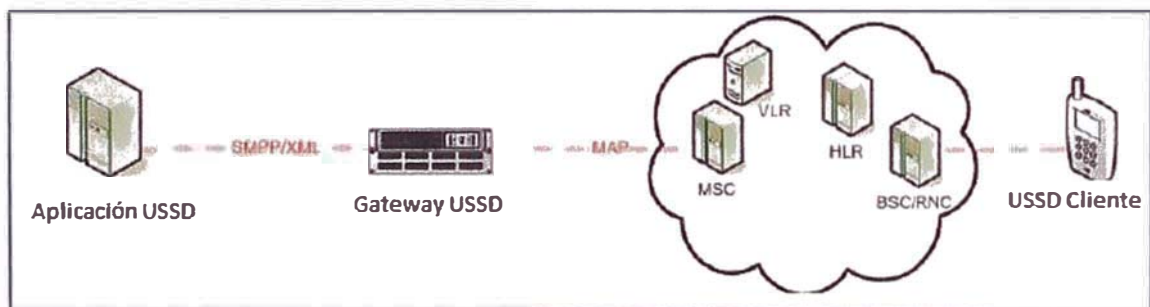 SMPP/XML
MAP
VLR
HLR
MSC
BSC/RNC
Aplicación USSD
Gateway USSD
USSD Cliente